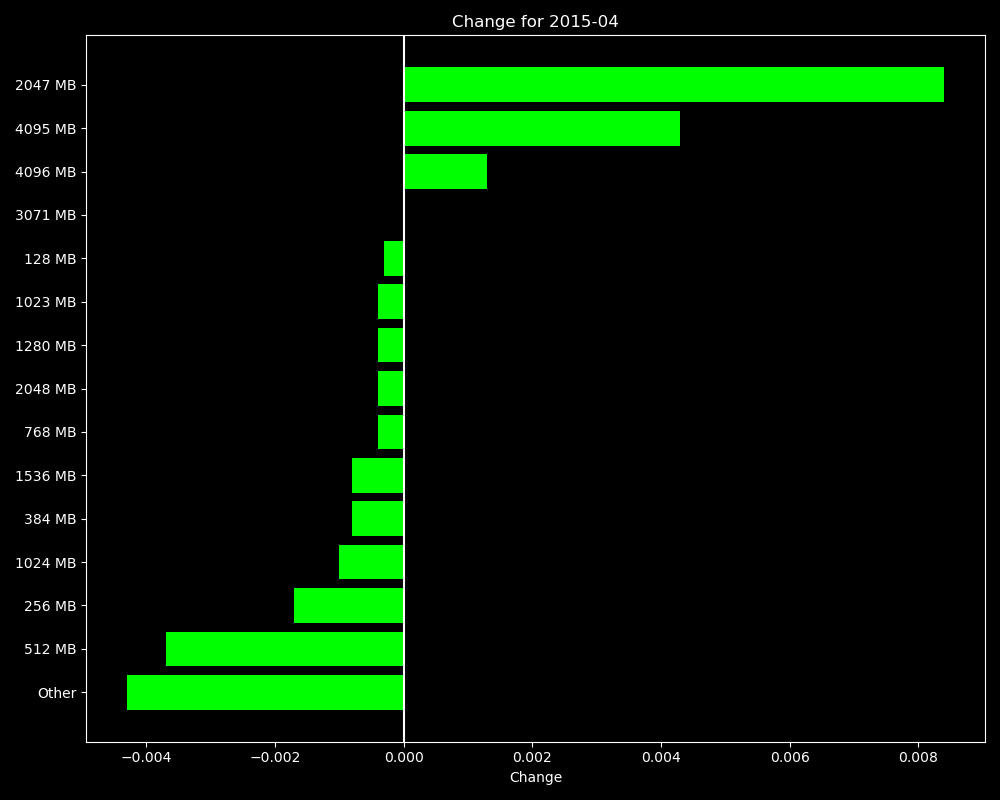 Change for 2015-04
2047 MB
4095 MB
4096 MB
3071 MB
128 MB
1023 MB
1280 MB
2048 MB
768 MB
1536 MB
384 MB
1024 MB
256 MB
512 MB
Other
−0.004 −0.002 0.000 0.002 0.004 0.006 0.008
Change